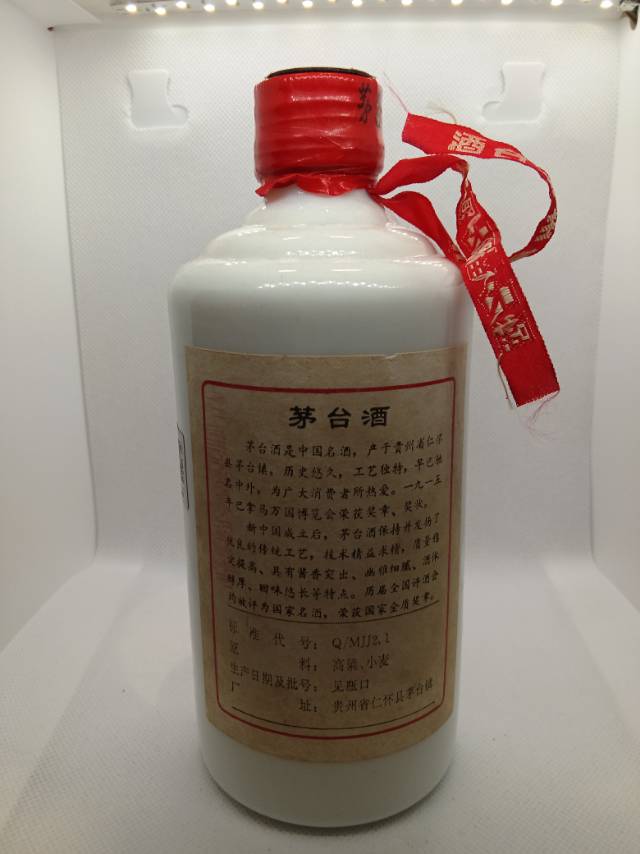 茅
酒
茅台酒
茅台酒是中国名酒，产于贵州省仁怀
县茅台镇，历史悠久，工艺独特，早已驰
名中外，为广大消费者所热爱。一九一五
年巴拿马万国博览会荣获奖章、奖状。
新中国成立后，茅台酒保持并发扬了
优良的传统工艺，技术精益求精，质量稳
定提高、具有酱香突出、幽雅细腻、酒体
醇厚、回味悠长等特点。历届全国评酒会
均被评为国家名酒，荣获国家金质奖章。
标准代号：Q/MJJ2.1
原料：高粱、小麦
生产日期及批号：见瓶口
厂址：贵州省仁怀县茅台镇